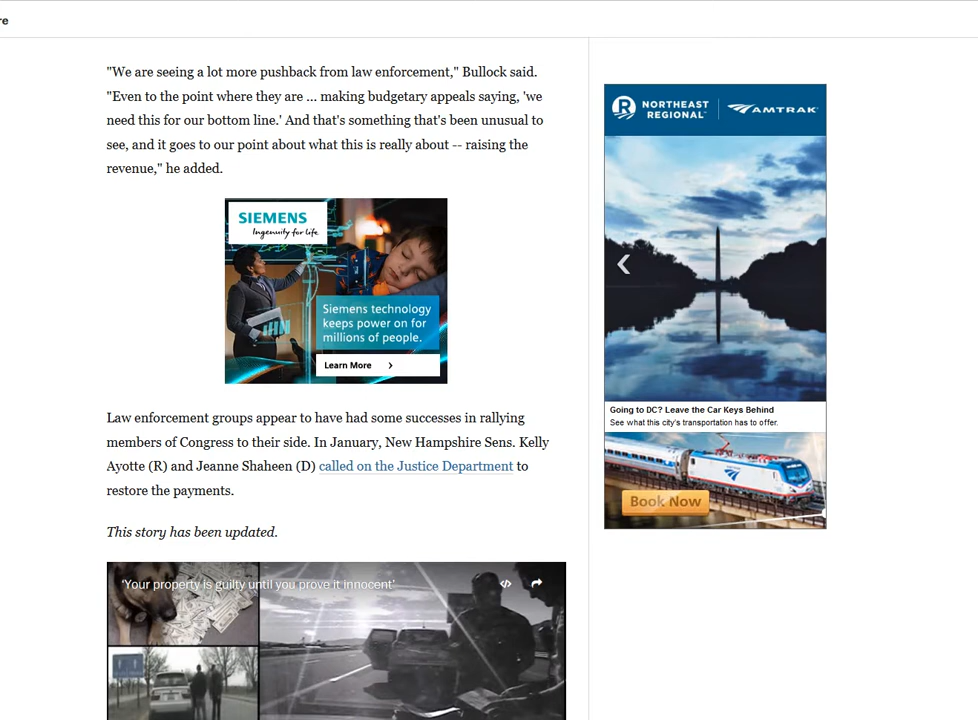 re
"We are seeing a lot more pushback from law enforcement," Bullock said.
"Even to the point where they are ... making budgetary appeals saying, 'we
need this for our bottom line.' And that's something that's been unusual to
see, and it goes to our point about what this is really about -- raising the
revenue," he added.
SIEMENS
Ingenuity for life
Siemens technology
keeps power on for
millions of people.
Learn More >
Law enforcement groups appear to have had some successes in rallying
members of Congress to their side. In January, New Hampshire Sens. Kelly
Ayotte (R) and Jeanne Shaheen (D) called on the Justice Department to
restore the payments.
This story has been updated.
'Your property is guilty until you prove it innocent'
R NORTHEAST
REGIONAL
AMTRAK
Going to DC? Leave the Car Keys Behind
See what this city's transportation has to offer.
Book Now